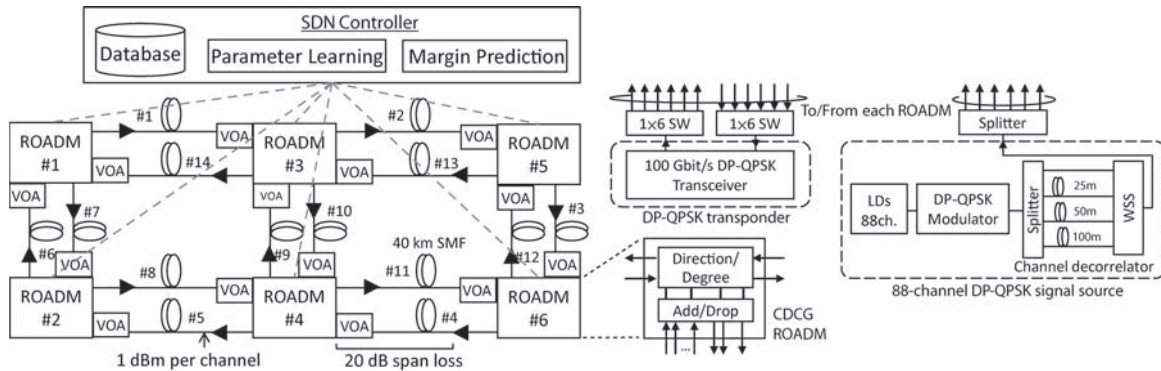 SDN Controller
Database
Parameter Learning
Margin Prediction
#1
#2
ROADM
#1
VOA
VOA
ROADM
#3
VOA
ROADM
#5
#14
#13
VOA
VOA
VOA
VOA
#7
#10
#3
#6
#9
#12
40 km SMF
VOA
VOA
VOA
#8
#11
ROADM
#2
VOA
ROADM
#4
VOA
ROADM
#6
VOA
VOA
#5
#4
1 dBm per channel
20 dB span loss
To/From each ROADM
1×6 SW
1×6 SW
100 Gbit/s DP-QPSK
Transceiver
DP-QPSK transponder
Direction/
Degree
Add/Drop
...
CDCG
ROADM
Splitter
LDs
88ch.
DP-QPSK
Modulator
Splitter
25m
50m
100m
WSS
Channel decorrelator
88-channel DP-QPSK signal source